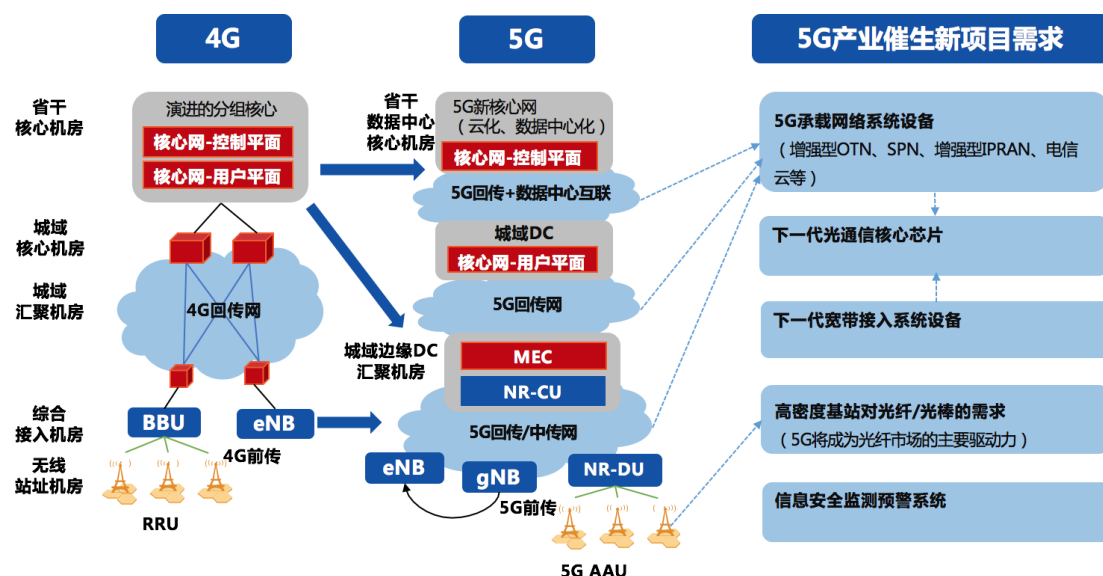 4G
5G
5G产业催生新项目需求
省干
核心机房
城域
核心机房
城域
汇聚机房
综合
接入机房
无线
站址机房
演进的分组核心
核心网-控制平面
核心网-用户平面
4G回传网
BBU
eNB
4G前传
RRU
省干
数据中心
核心机房
5G新核心网
（云化、数据中心化）
核心网-控制平面
5G回传+数据中心互联
城域DC
核心网-用户平面
5G回传网
城域边缘DC
汇聚机房
MEC
NR-CU
5G回传/中传网
eNB
gNB
NR-DU
5G前传
5G AAU
5G承载网络系统设备
（增强型OTN、SPN、增强型IPRAN、电信
云等）
下一代光通信核心芯片
下一代宽带接入系统设备
高密度基站对光纤/光棒的需求
（5G将成为光纤市场的主要驱动力）
信息安全监测预警系统